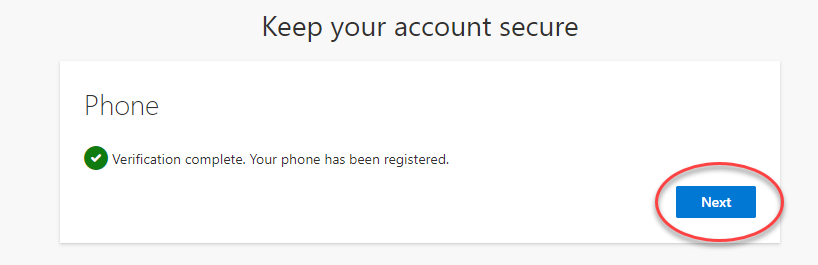 Keep your account secure
Phone
Verification complete. Your phone has been registered.
Next